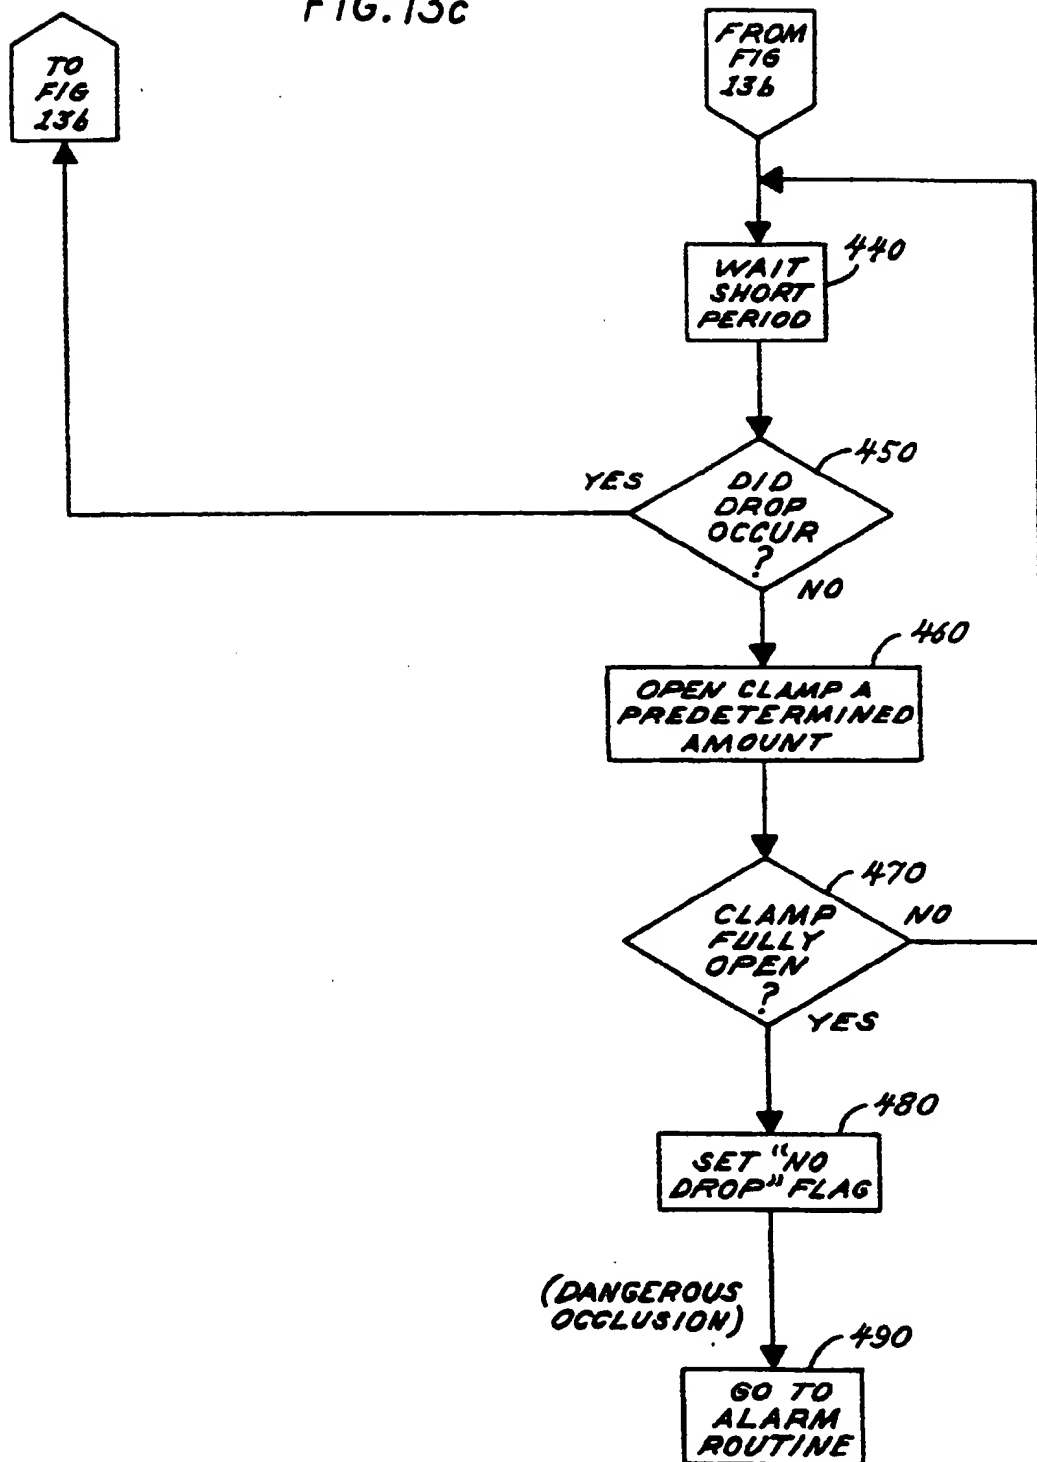 FIG. 13c
TO
FIG
13b
FROM
FIG
13b
WAIT
SHORT
PERIOD
440
YES
DID
DROP
OCCUR
?
450
NO
OPEN CLAMP A
PREDETERMINED
AMOUNT
460
CLAMP
FULLY
OPEN
?
470
NO
YES
SET "NO
DROP" FLAG
480
(DANGEROUS
OCCLUSION)
GO TO
ALARM
ROUTINE
490